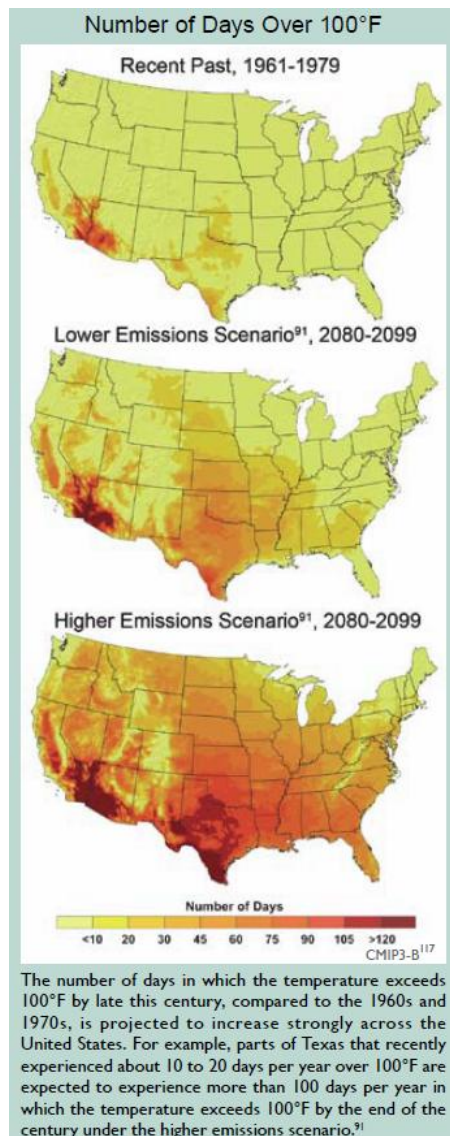 Number of Days Over 100°F
Recent Past, 1961-1979
Lower Emissions Scenario⁹¹, 2080-2099
Higher Emissions Scenario⁹¹, 2080-2099
Number of Days
<10 20 30 45 60 75 90 105 >120
CMIP3-B¹¹⁷
The number of days in which the temperature exceeds
100°F by late this century, compared to the 1960s and
1970s, is projected to increase strongly across the
United States. For example, parts of Texas that recently
experienced about 10 to 20 days per year over 100°F are
expected to experience more than 100 days per year in
which the temperature exceeds 100°F by the end of the
century under the higher emissions scenario.⁹¹